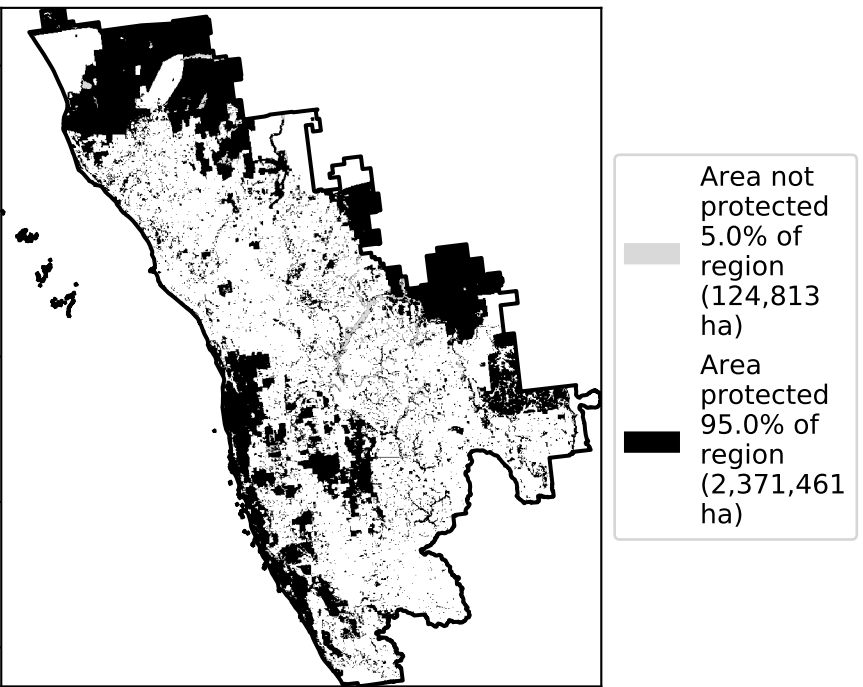 Area not
protected
5.0% of
region
(124,813
ha)
Area
protected
95.0% of
region
(2,371,461
ha)